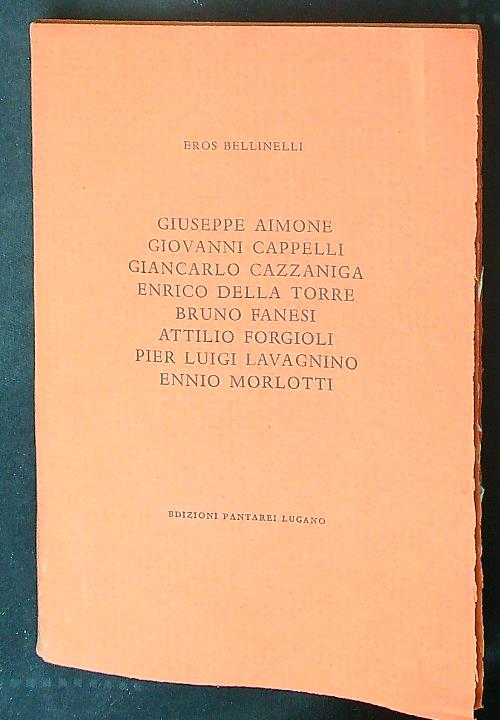 EROS BELLINELLI
GIUSEPPE AIMONE
GIOVANNI CAPPELLI
GIANCARLO CAZZANIGA
ENRICO DELLA TORRE
BRUNO FANESI
ATTILIO FORGIOLI
PIER LUIGI LAVAGNINO
ENNIO MORLOTTI
EDIZIONI PANTAREI LUGANO